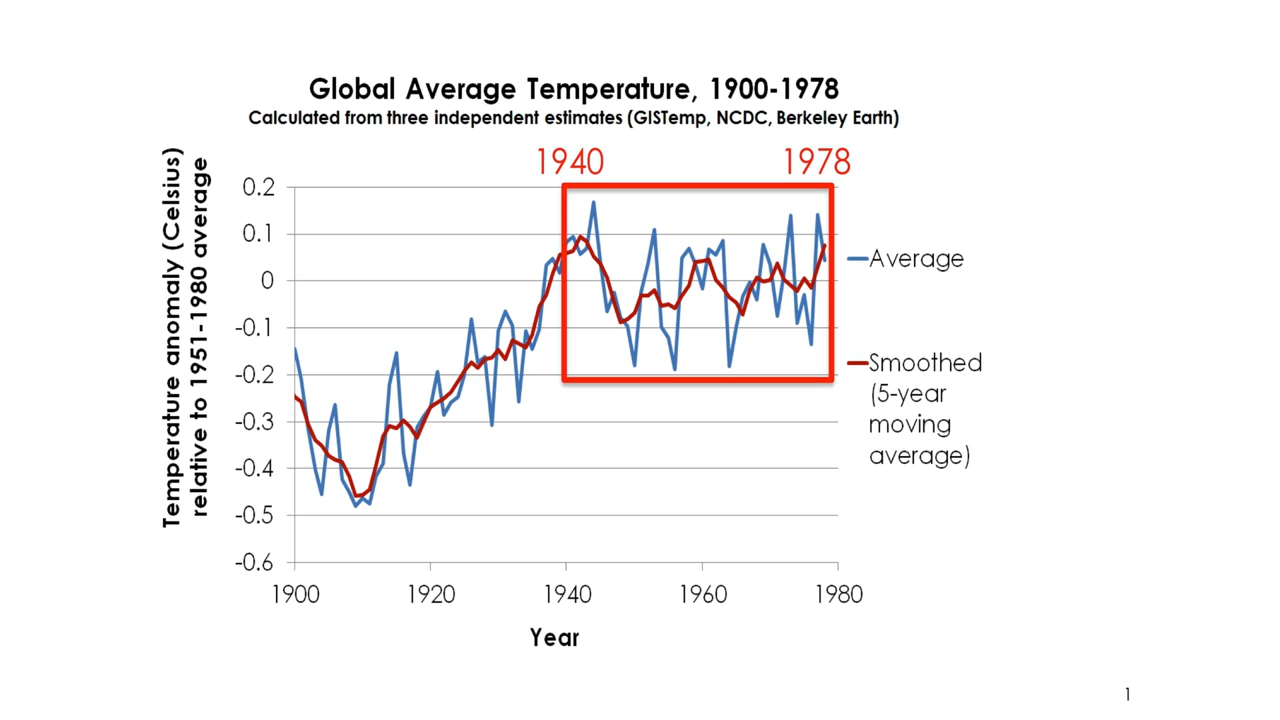 Global Average Temperature, 1900-1978
Calculated from three independent estimates (GISTemp, NCDC, Berkeley Earth)
1940
1978
Temperature anomaly (Celsius)
relative to 1951-1980 average
0.2
0.1
0
-0.1
-0.2
-0.3
-0.4
-0.5
-0.6
1900
1920
1940
1960
1980
Year
Average
Smoothed
(5-year
moving
average)
1